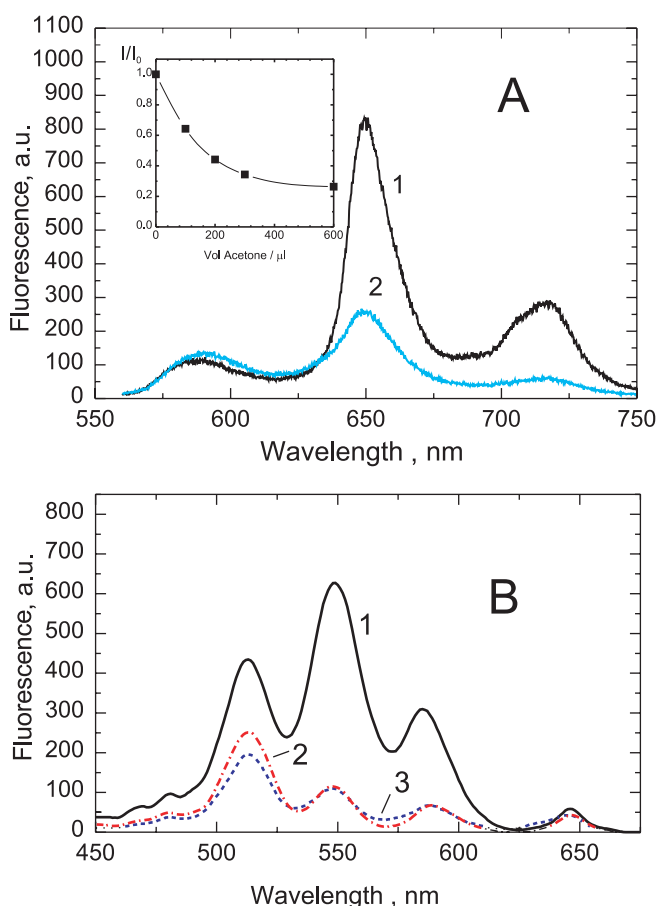 A
Fluorescence, a.u.
1100
1000
900
800
700
600
500
400
300
200
100
0
550 600 650 700 750
Wavelength , nm
1
2
I/I0
1.0
0.8
0.6
0.4
0.2
0.0
0 200 400 600
Vol Acetone / µl
B
Fluorescence, a.u.
800
700
600
500
400
300
200
100
0
450 500 550 600 650
Wavelength , nm
1
2
3